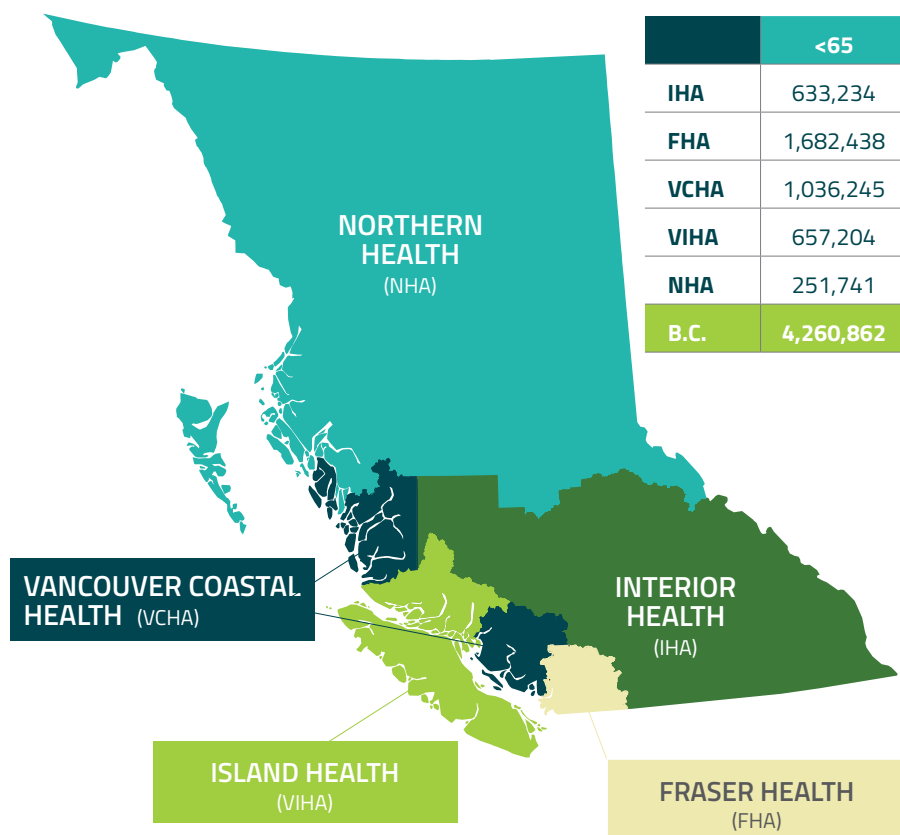 <65
IHA 633,234
FHA 1,682,438
VCHA 1,036,245
VIHA 657,204
NHA 251,741
B.C. 4,260,862
NORTHERN
HEALTH
(NHA)
VANCOUVER COASTAL
HEALTH (VCHA)
INTERIOR
HEALTH
(IHA)
ISLAND HEALTH
(VIHA)
FRASER HEALTH
(FHA)